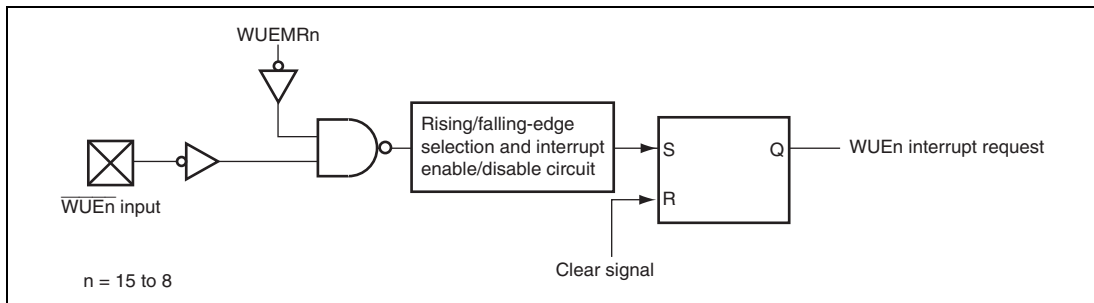 WUEMRn
Rising/falling-edge
selection and interrupt
enable/disable circuit
S
Q
WUEn interrupt request
R
WUEn input
Clear signal
n = 15 to 8